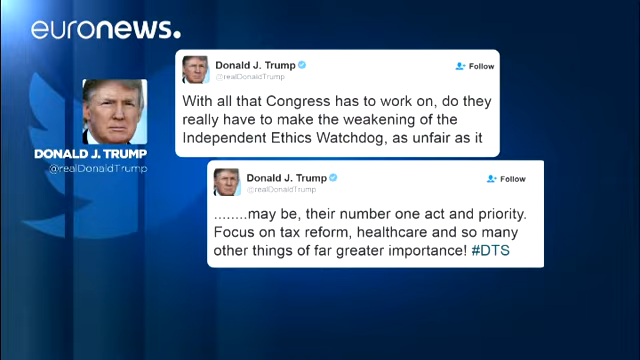 euronews.
Donald J. Trump
@realDonaldTrump
Follow
With all that Congress has to work on, do they
really have to make the weakening of the
Independent Ethics Watchdog, as unfair as it
DONALD J. TRUMP
@realDonaldTrump
Donald J. Trump
@realDonaldTrump
Follow
........may be, their number one act and priority.
Focus on tax reform, healthcare and so many
other things of far greater importance! #DTS